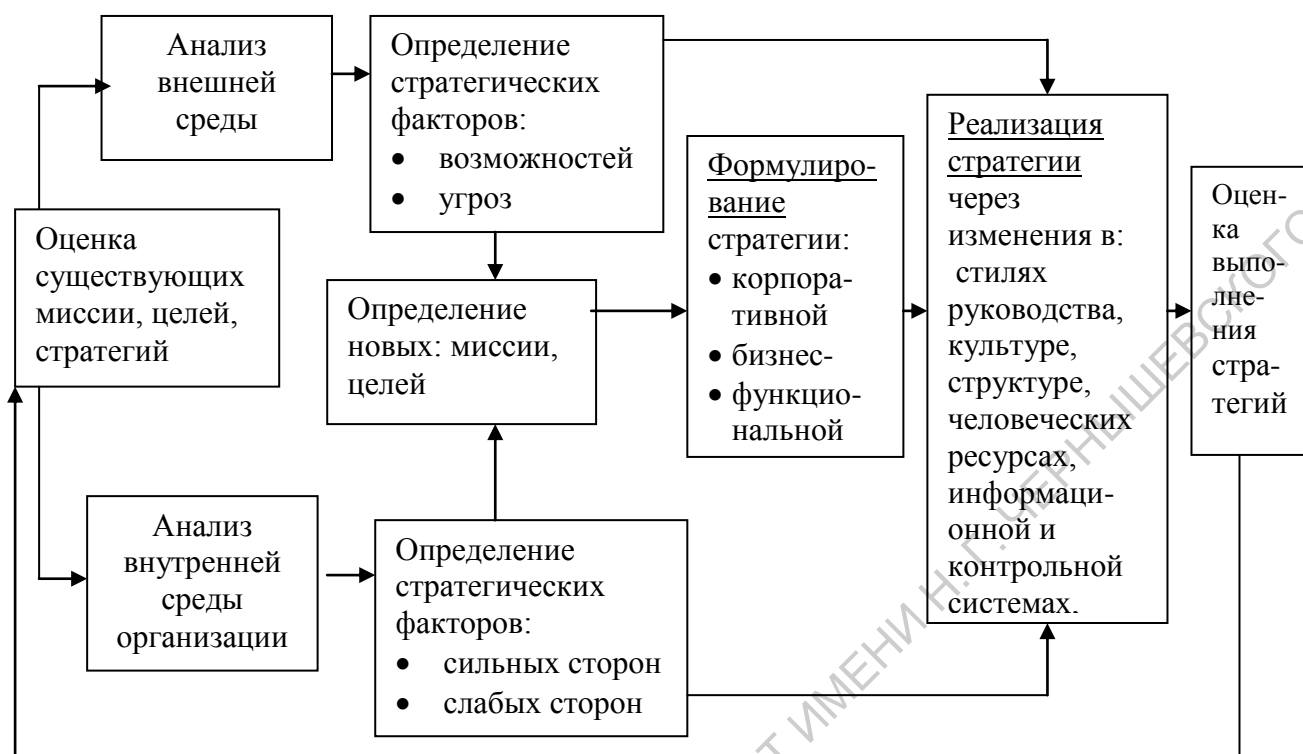 Анализ
внешней
среды
Определение
стратегических
факторов:
• возможностей
• угроз
Оценка
существующих
миссии, целей,
стратегий
Определение
новых: миссии,
целей
Формулиро-
вание
стратегии:
• корпора-
тивной
• бизнес-
• функцио-
нальной
Реализация
стратегии
через
изменения в:
стилях
руководства,
культуре,
структуре,
человеческих
ресурсах,
информаци-
онной и
контрольной
системах.
Оцен-
ка
выпо-
лне-
ния
стра-
тегий
Анализ
внутренней
среды
организации
Определение
стратегических
факторов:
• сильных сторон
• слабых сторон
ИМЕНИ Н.Г. ЧЕРНЫШЕВСКОГО